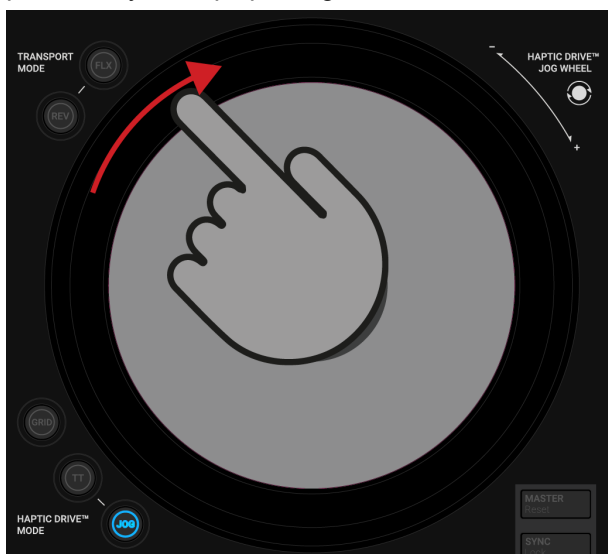 TRANSPORT
MODE
FLX
REV
HAPTIC DRIVE™
JOG WHEEL
-
+
GRID
TT
HAPTIC DRIVE™
MODE
JOG
MASTER
Reset
SYNC